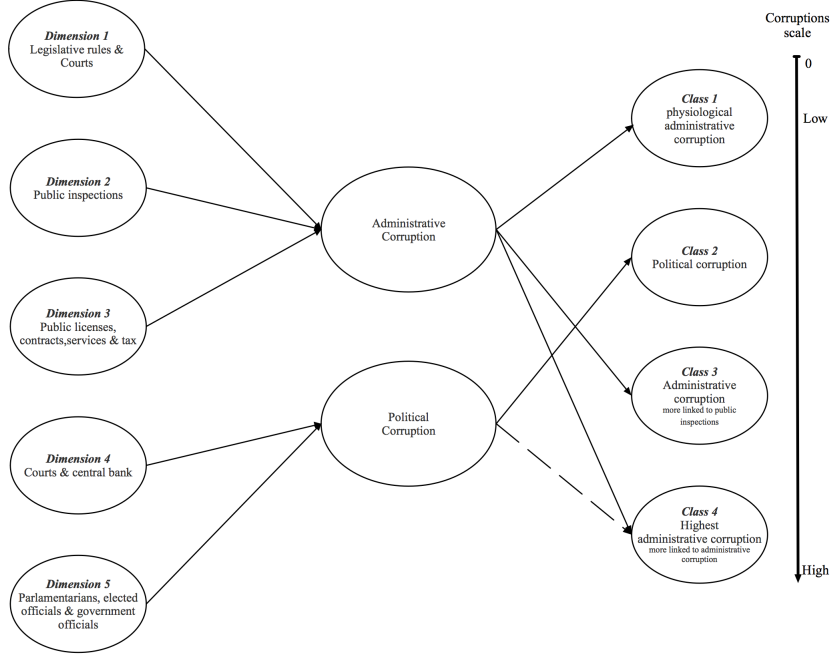 Dimension 1
Legislative rules &
Courts
Dimension 2
Public inspections
Dimension 3
Public licenses,
contracts,services & tax
Dimension 4
Courts & central bank
Dimension 5
Parlamentarians, elected
officials & government
officials
Administrative
Corruption
Political
Corruption
Class 1
physiological
administrative
corruption
Class 2
Political corruption
Class 3
Administrative
corruption
more linked to public
inspections
Class 4
Highest
administrative corruption
more linked to administrative
corruption
Corruptions
scale
0
Low
High